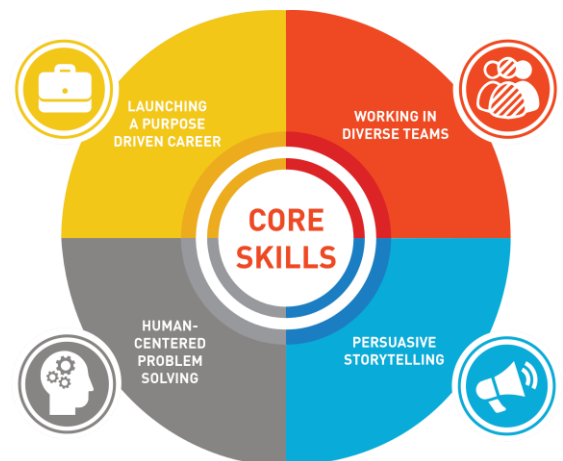 LAUNCHING
A PURPOSE
DRIVEN CAREER
WORKING IN
DIVERSE TEAMS
CORE
SKILLS
HUMAN-
CENTERED
PROBLEM
SOLVING
PERSUASIVE
STORYTELLING